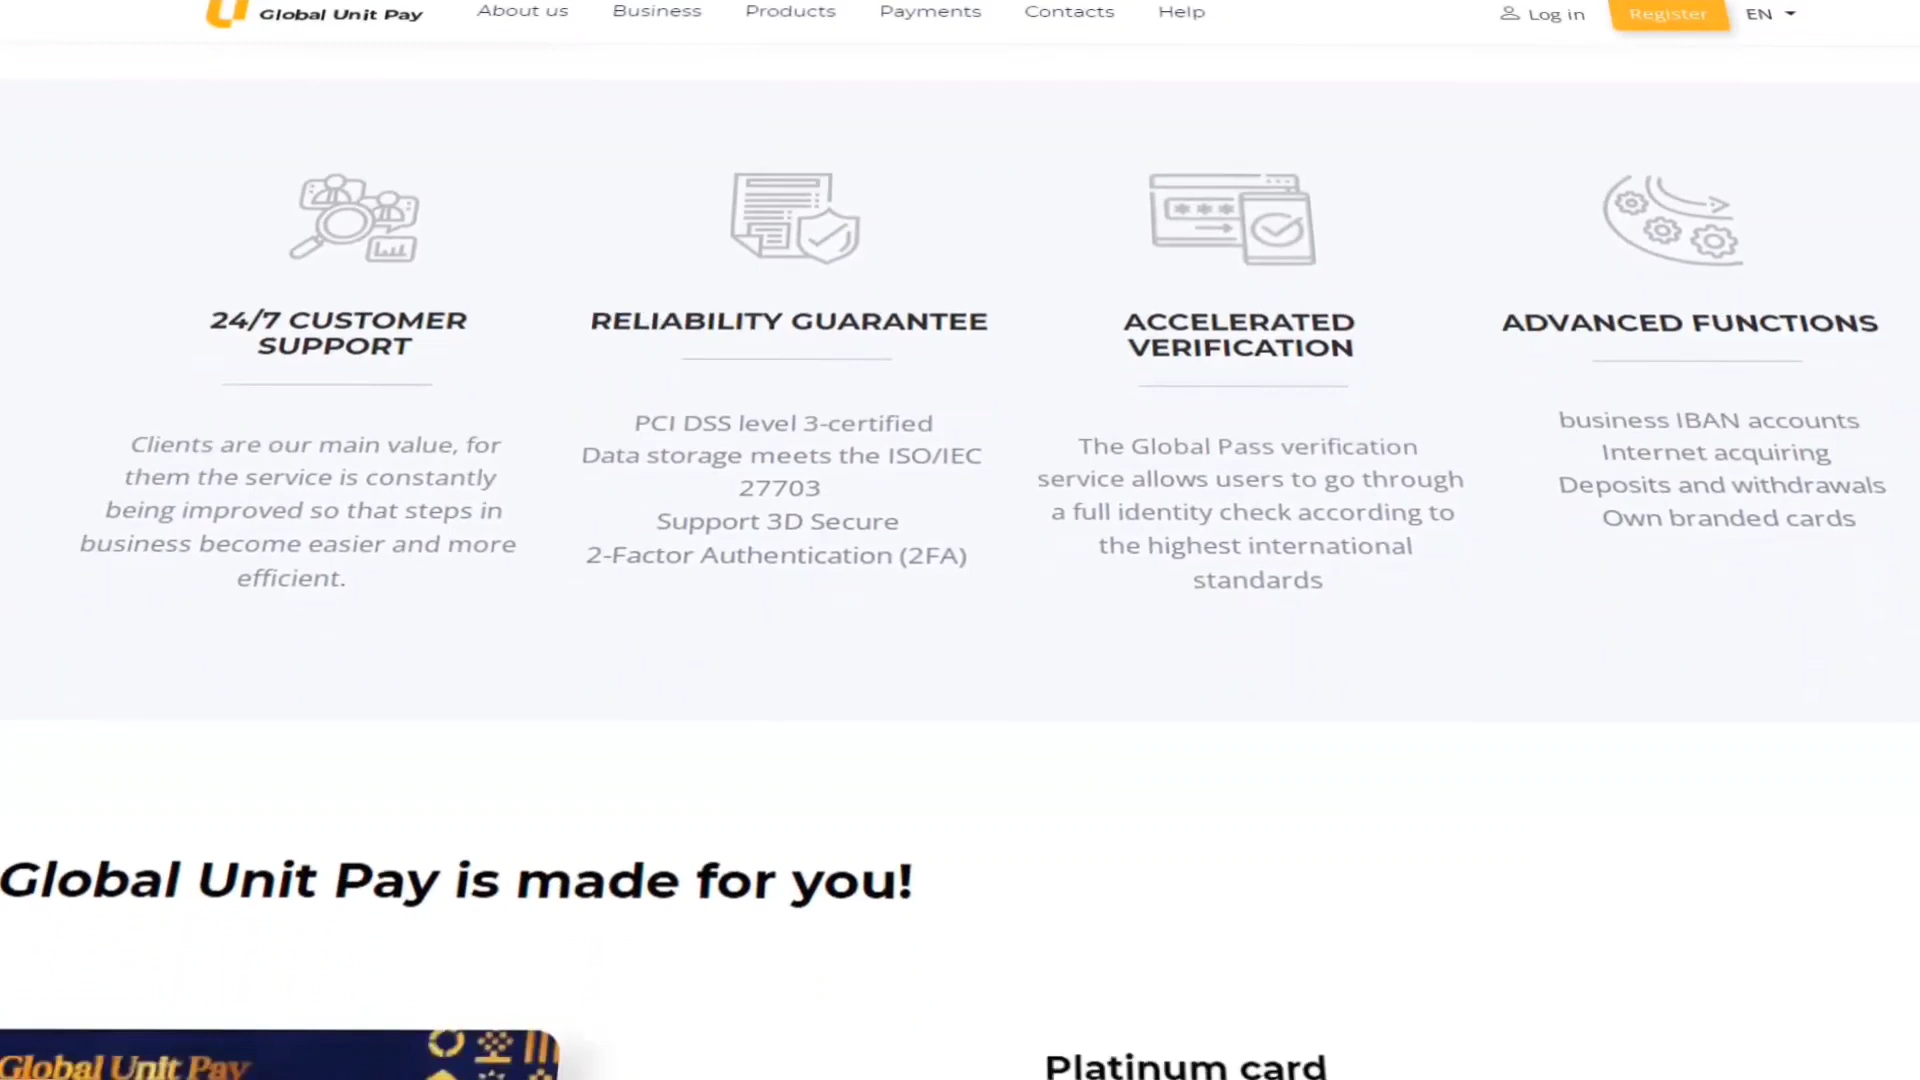 Global Unit Pay
About us
Business
Products
Payments
Contacts
Help
Log in
Register
EN
24/7 CUSTOMER
SUPPORT
Clients are our main value, for
them the service is constantly
being improved so that steps in
business become easier and more
efficient.
RELIABILITY GUARANTEE
PCI DSS level 3-certified
Data storage meets the ISO/IEC
27703
Support 3D Secure
2-Factor Authentication (2FA)
ACCELERATED
VERIFICATION
The Global Pass verification
service allows users to go through
a full identity check according to
the highest international
standards
ADVANCED FUNCTIONS
business IBAN accounts
Internet acquiring
Deposits and withdrawals
Own branded cards
Global Unit Pay is made for you!
Global Unit Pay
Platinum card